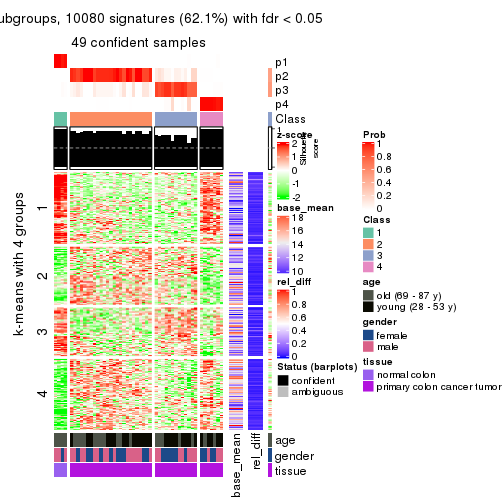 ubgroups, 10080 signatures (62.1%) with fdr < 0.05
49 confident samples
p1
p2
p3
p4
Class
Silhouette score
1
2
3
4
k-means with 4 groups
z-score
2
1
0
-1
-2
base_mean
18
16
14
12
10
rel_diff
1
0.8
0.6
0.4
0.2
0
Status (barplots)
confident
ambiguous
Prob
1
0.8
0.6
0.4
0.2
0
Class
1
2
3
4
age
old (69 - 87 y)
young (28 - 53 y)
gender
female
male
tissue
normal colon
primary colon cancer tumor
age
gender
tissue
base_mean
rel_diff